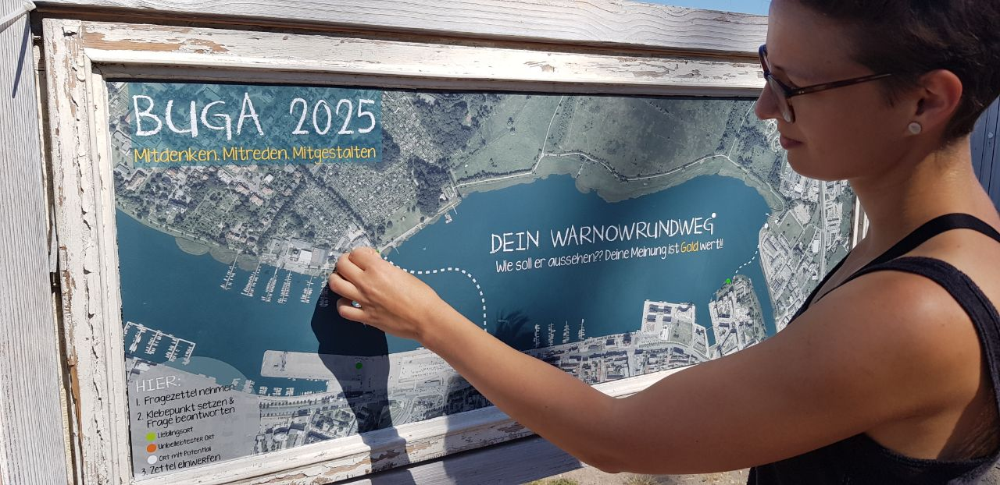 BUGA 2025
Mitdenken. Mitreden. Mitgestalten
DEIN WARNOWRUNDWEG
Wie soll er aussehen?? Deine Meinung ist Gold wert!!
HIER:
1. Fragezettel nehmen
2. Klebepunkt setzen &
Frage beantworten
Lieblingsort
Unbeliebtester Ort
Ort mit Potential
3. Zettel einwerfen